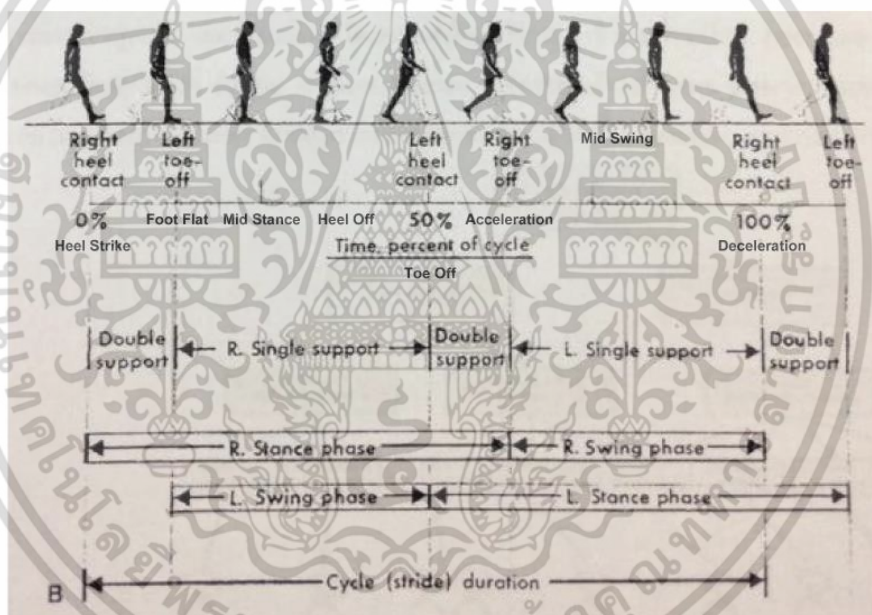 Right heel contact
Left toe-off
Left heel contact
Right toe-off
Mid Swing
Right heel contact
Left toe-off
0%
Foot Flat
Mid Stance
Heel Off
50%
Acceleration
100%
Heel Strike
Time, percent of cycle
Deceleration
Toe Off
Double support
R. Single support
Double support
L. Single support
Double support
R. Stance phase
R. Swing phase
L. Swing phase
L. Stance phase
B
Cycle (stride) duration